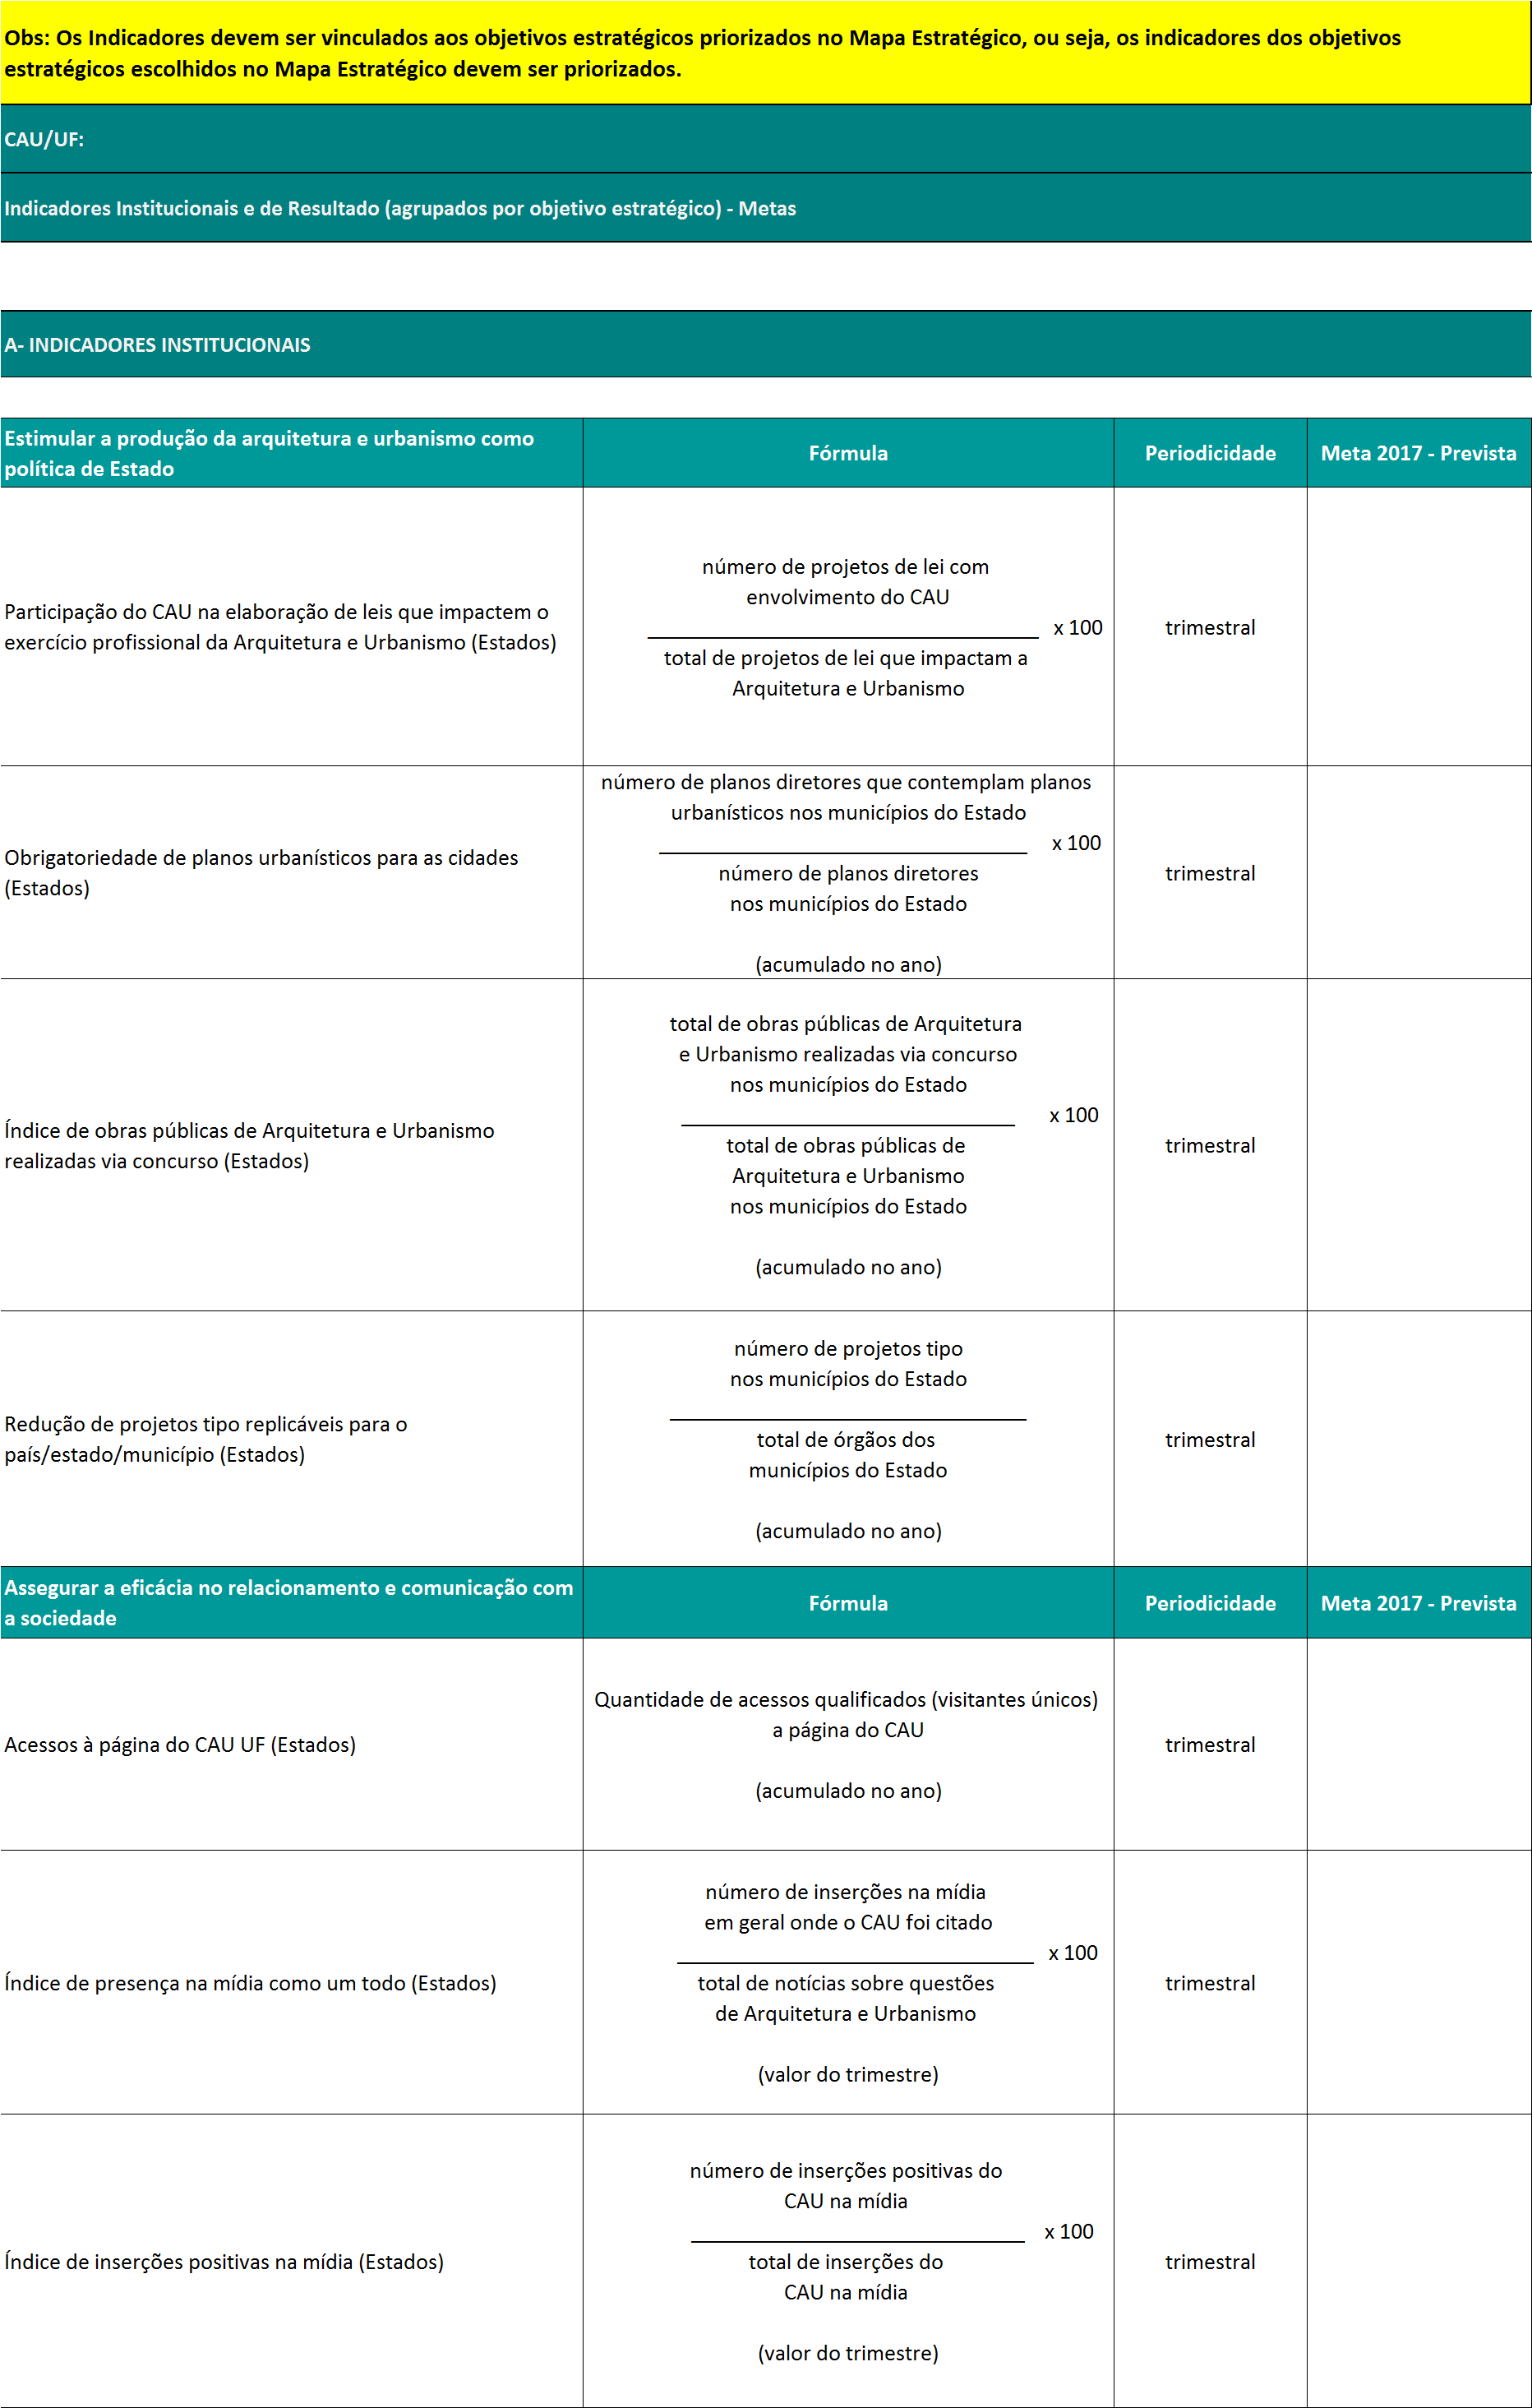 Obs: Os Indicadores devem ser vinculados aos objetivos estratégicos priorizados no Mapa Estratégico, ou seja, os indicadores dos objetivos
estratégicos escolhidos no Mapa Estratégico devem ser priorizados.
CAU/UF:
Indicadores Institucionais e de Resultado (agrupados por objetivo estratégico) - Metas
A- INDICADORES INSTITUCIONAIS
Estimular a produção da arquitetura e urbanismo como
política de Estado
Fórmula
Periodicidade
Meta 2017 - Prevista
Participação do CAU na elaboração de leis que impactem o
exercício profissional da Arquitetura e Urbanismo (Estados)
número de projetos de lei com
envolvimento do CAU
x 100
total de projetos de lei que impactam a
Arquitetura e Urbanismo
trimestral
Obrigatoriedade de planos urbanísticos para as cidades
(Estados)
número de planos diretores que contemplam planos
urbanísticos nos municípios do Estado
x 100
número de planos diretores
nos municípios do Estado
(acumulado no ano)
trimestral
Índice de obras públicas de Arquitetura e Urbanismo
realizadas via concurso (Estados)
total de obras públicas de Arquitetura
e Urbanismo realizadas via concurso
nos municípios do Estado
x 100
total de obras públicas de
Arquitetura e Urbanismo
nos municípios do Estado
(acumulado no ano)
trimestral
Redução de projetos tipo replicáveis para o
país/estado/município (Estados)
número de projetos tipo
nos municípios do Estado
total de órgãos dos
municípios do Estado
(acumulado no ano)
trimestral
Assegurar a eficácia no relacionamento e comunicação com
a sociedade
Fórmula
Periodicidade
Meta 2017 - Prevista
Acessos à página do CAU UF (Estados)
Quantidade de acessos qualificados (visitantes únicos)
a página do CAU
(acumulado no ano)
trimestral
Índice de presença na mídia como um todo (Estados)
número de inserções na mídia
em geral onde o CAU foi citado
x 100
total de notícias sobre questões
de Arquitetura e Urbanismo
(valor do trimestre)
trimestral
Índice de inserções positivas na mídia (Estados)
número de inserções positivas do
CAU na mídia
x 100
total de inserções do
CAU na mídia
(valor do trimestre)
trimestral